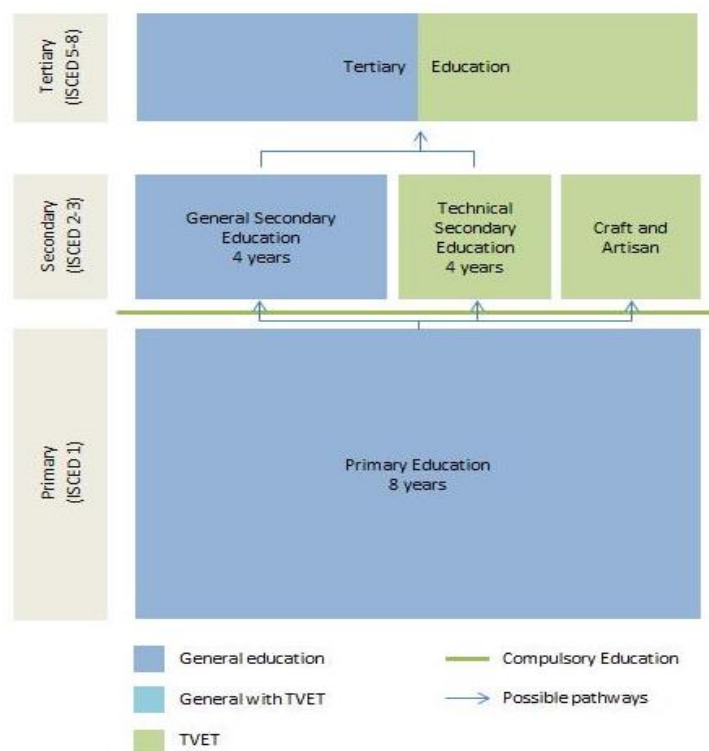 Tertiary
(ISCED 5-8)
Tertiary Education
Secondary
(ISCED 2-3)
General Secondary
Education
4 years
Technical
Secondary
Education
4 years
Craft and
Artisan
Primary
(ISCED 1)
Primary Education
8 years
General education
Compulsory Education
General with TVET
Possible pathways
TVET